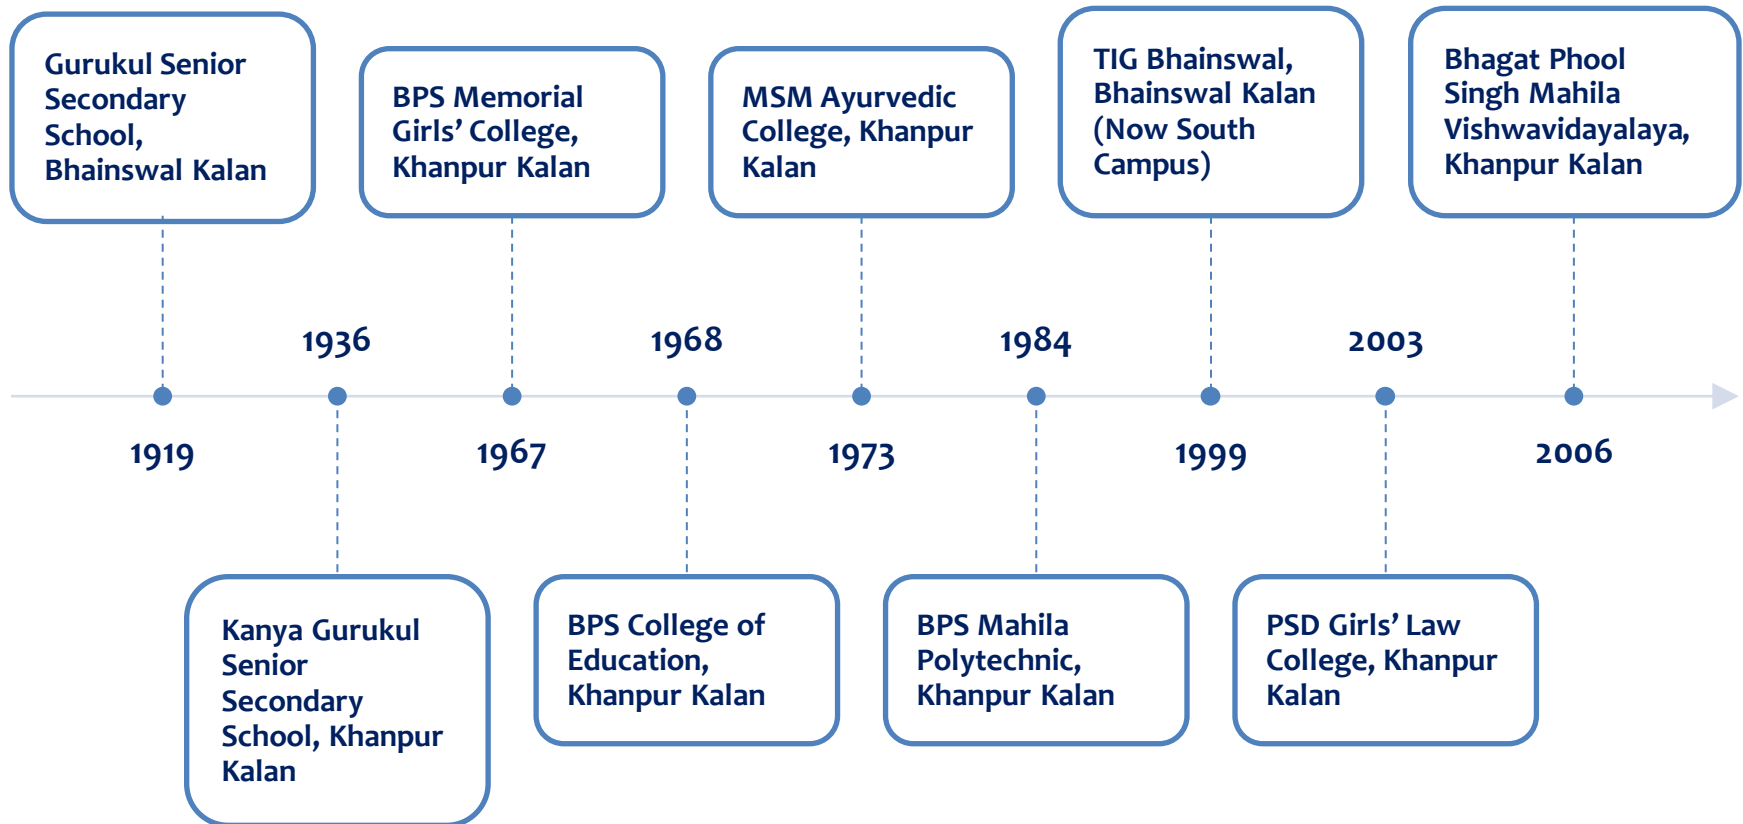 Gurukul Senior
Secondary
School,
Bhainswal Kalan
BPS Memorial
Girls’ College,
Khanpur Kalan
MSM Ayurvedic
College, Khanpur
Kalan
TIG Bhainswal,
Bhainswal Kalan
(Now South
Campus)
Bhagat Phool
Singh Mahila
Vishwavidayalaya,
Khanpur Kalan
1936
1968
1984
2003
1919
1967
1973
1999
2006
Kanya Gurukul
Senior
Secondary
School, Khanpur
Kalan
BPS College of
Education,
Khanpur Kalan
BPS Mahila
Polytechnic,
Khanpur Kalan
PSD Girls’ Law
College, Khanpur
Kalan